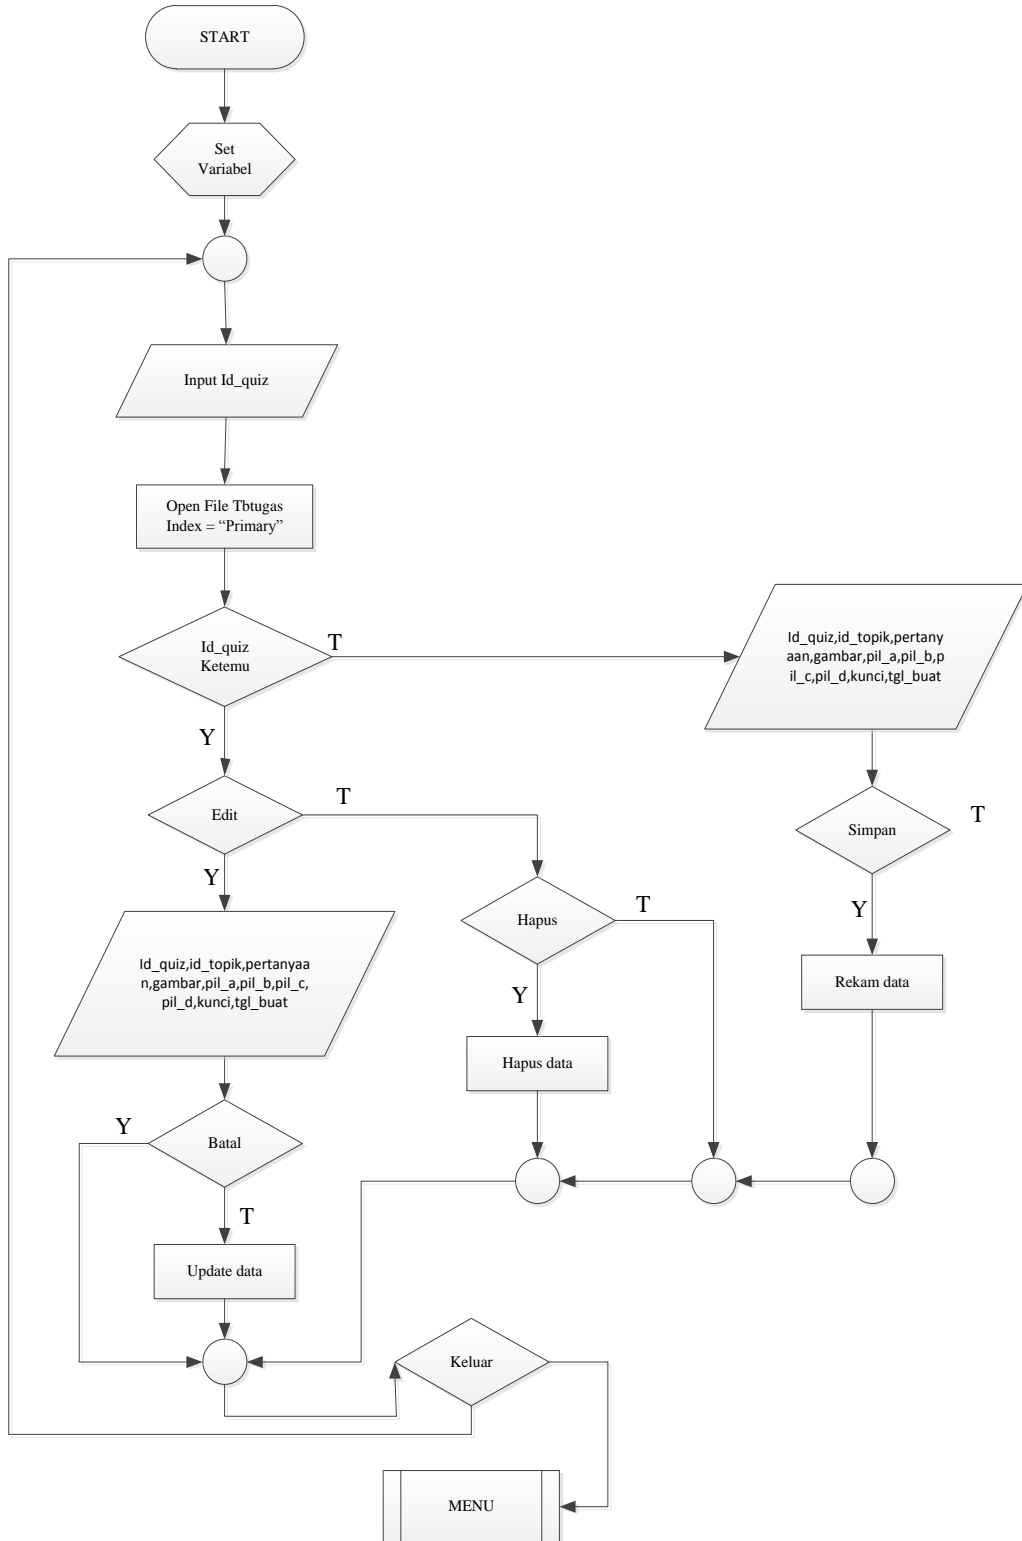 START
Set
Variabel
Input Id_quiz
Open File Tbtugas
Index = “Primary”
Id_quiz
Ketemu
T
Id_quiz,id_topik,pertany
aan,gambar,pil_a,pil_b,p
il_c,pil_d,kunci,tgl_buat
Y
Edit
T
Simpan
T
Y
Hapus
T
Y
Id_quiz,id_topik,pertanyaa
n,gambar,pil_a,pil_b,pil_c,
pil_d,kunci,tgl_buat
Rekam data
Y
Hapus data
Y
Batal
T
Update data
Keluar
MENU